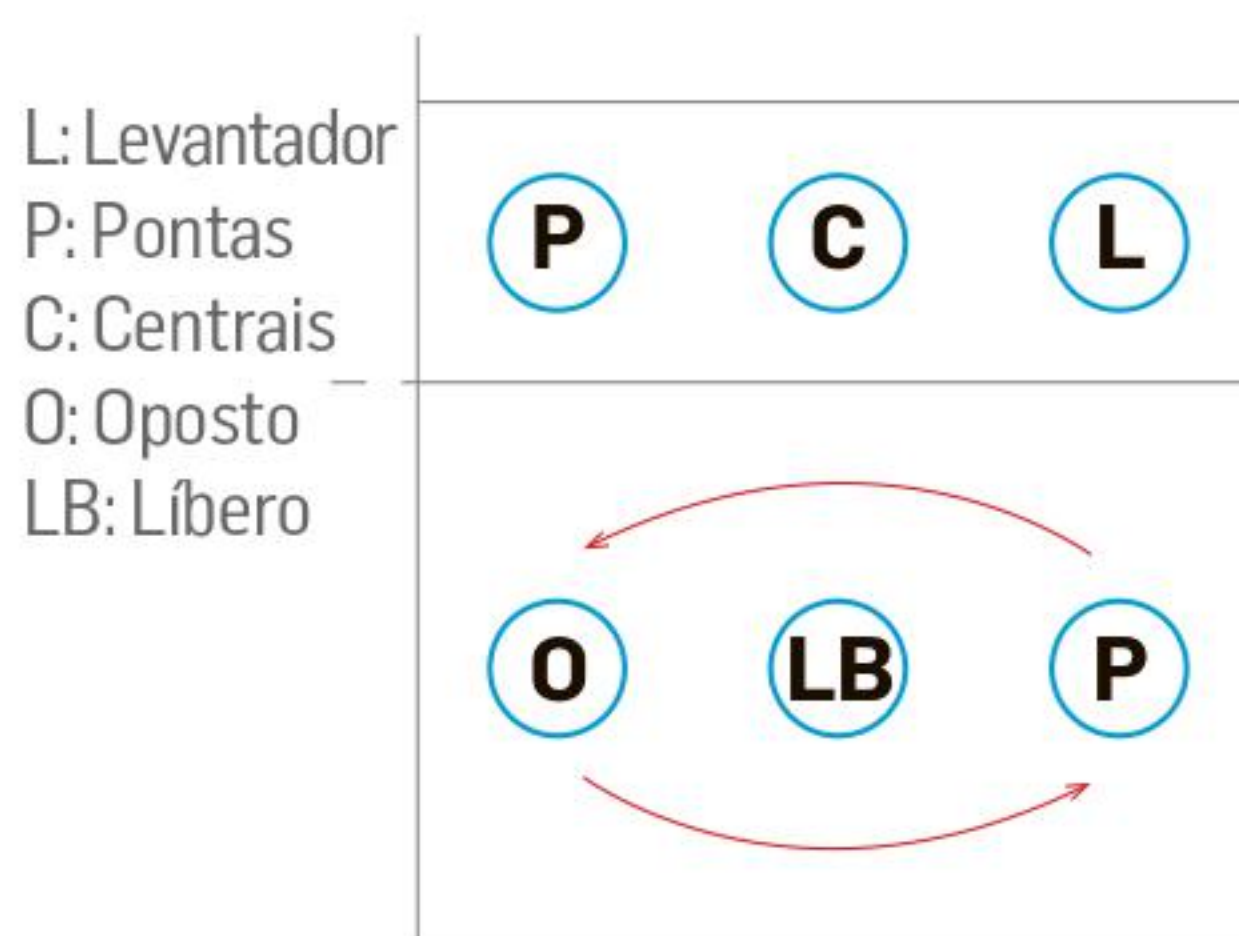 L: Levantador
P: Pontas
C: Centrais
O: Oposto
LB: Líbero
P C L
O LB P